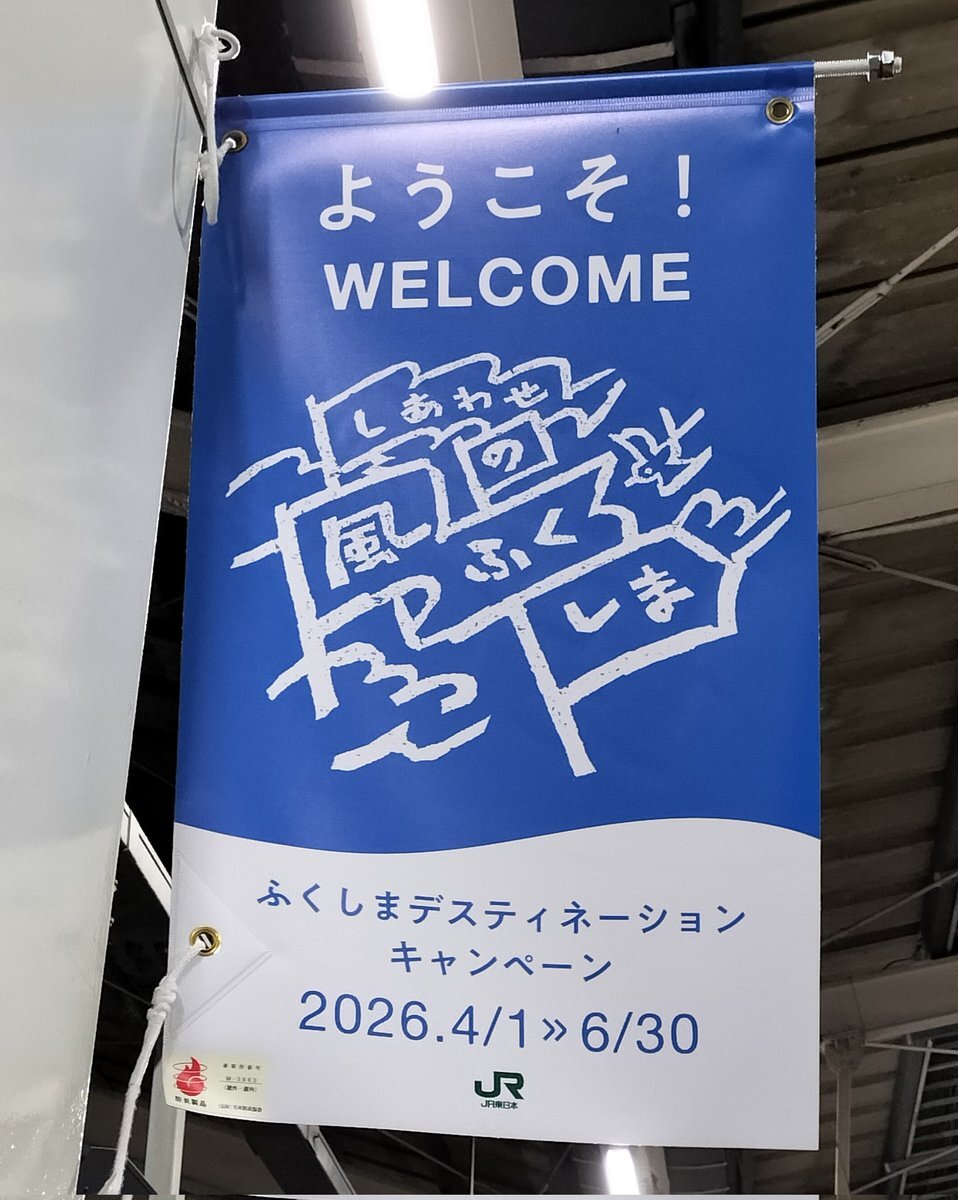 ようこそ！
WELCOME
しあわせ
の
風
ふく
しま
ふくしまデスティネーション
キャンペーン
2026.4/1»6/30
JR
JR東日本
防炎製品